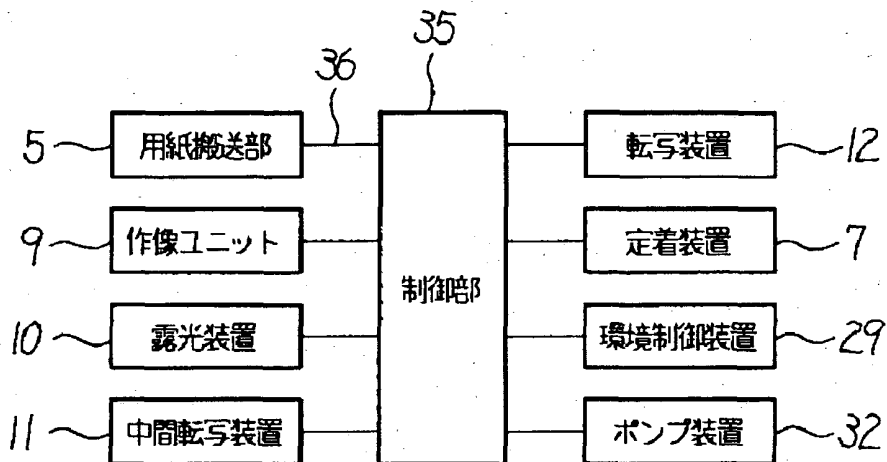 35
36
5 用紙搬送部 転写装置 12
9 作像ユニット 定着装置 7
制御部
10 露光装置 環境制御装置 29
11 中間転写装置 ポンプ装置 32